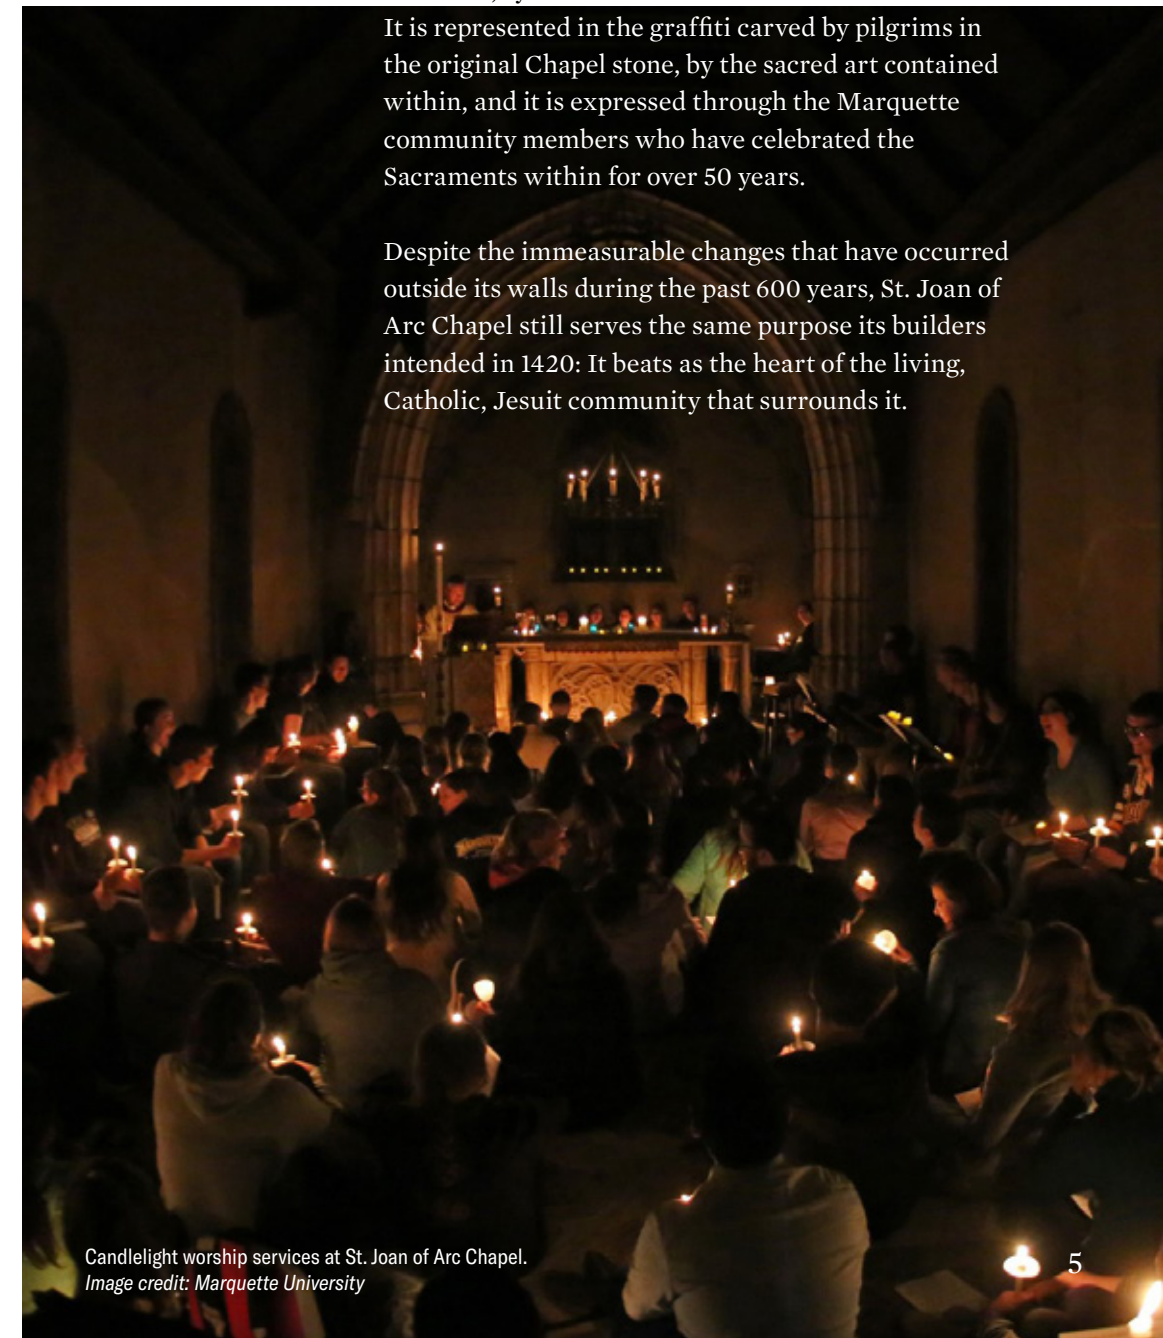 It is represented in the graffiti carved by pilgrims in
the original Chapel stone, by the sacred art contained
within, and it is expressed through the Marquette
community members who have celebrated the
Sacraments within for over 50 years.
Despite the immeasurable changes that have occurred
outside its walls during the past 600 years, St. Joan of
Arc Chapel still serves the same purpose its builders
intended in 1420: It beats as the heart of the living,
Catholic, Jesuit community that surrounds it.
Candlelight worship services at St. Joan of Arc Chapel.
Image credit: Marquette University
5